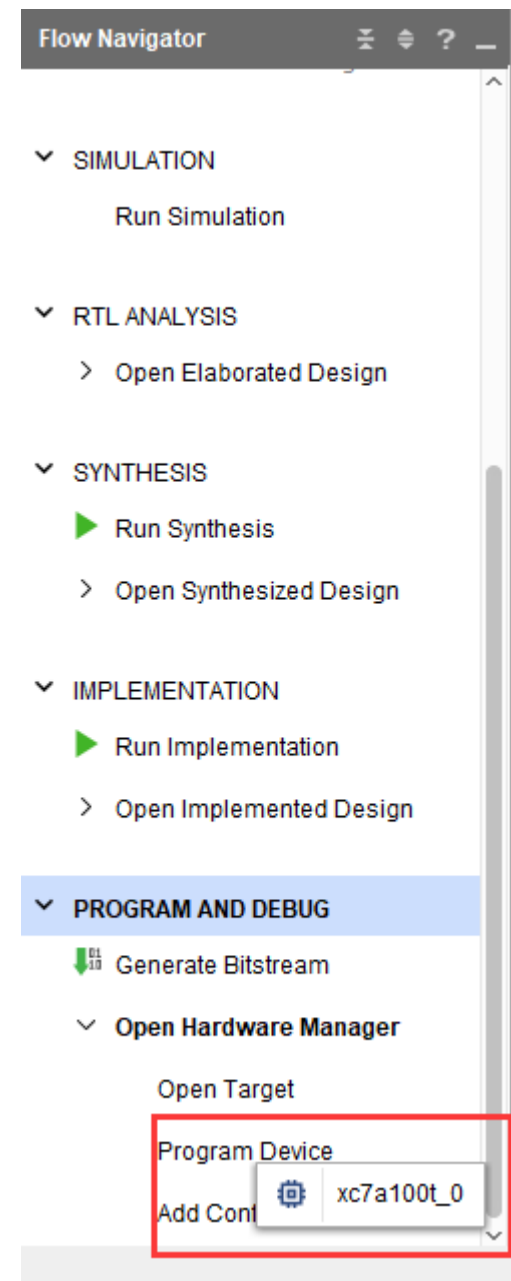 Flow Navigator
SIMULATION
Run Simulation
RTL ANALYSIS
Open Elaborated Design
SYNTHESIS
Run Synthesis
Open Synthesized Design
IMPLEMENTATION
Run Implementation
Open Implemented Design
PROGRAM AND DEBUG
Generate Bitstream
Open Hardware Manager
Open Target
Program Device
xc7a100t_0
Add